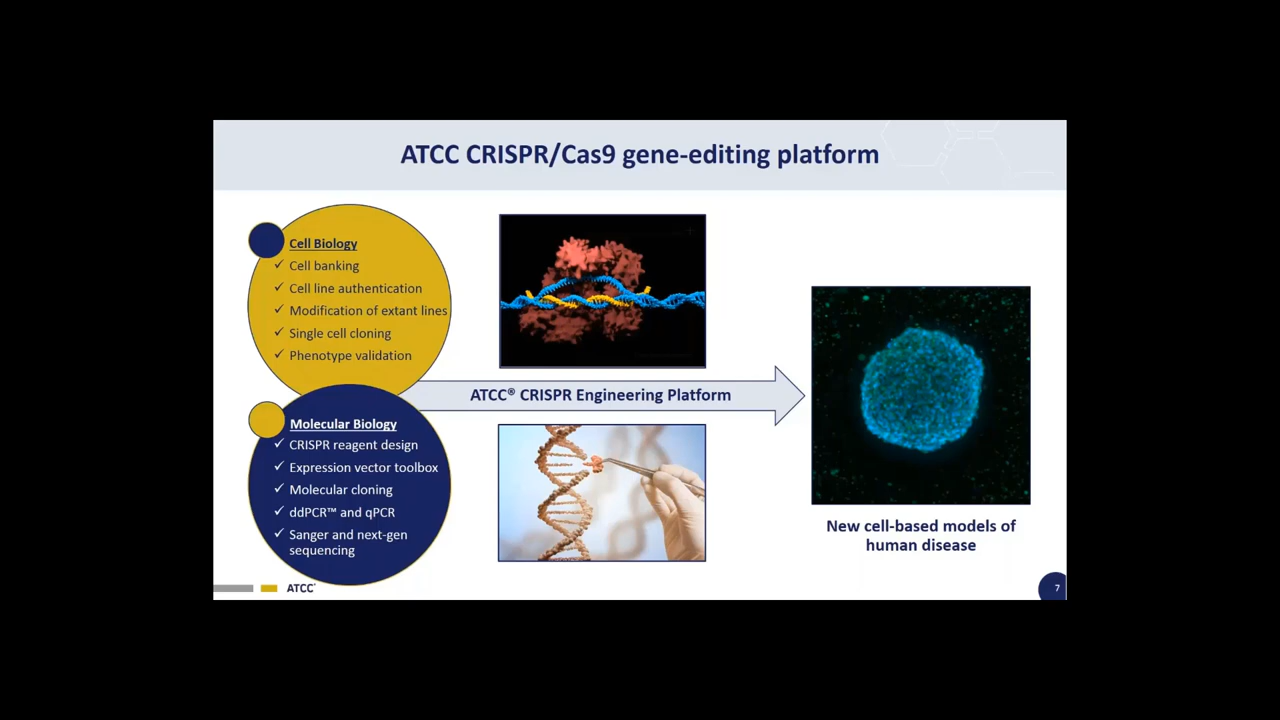 ATCC CRISPR/Cas9 gene-editing platform
Cell Biology
✓ Cell banking
✓ Cell line authentication
✓ Modification of extant lines
✓ Single cell cloning
✓ Phenotype validation
Molecular Biology
✓ CRISPR reagent design
✓ Expression vector toolbox
✓ Molecular cloning
✓ ddPCR™ and qPCR
✓ Sanger and next-gen
sequencing
ATCC® CRISPR Engineering Platform
New cell-based models of
human disease
ATCC
7